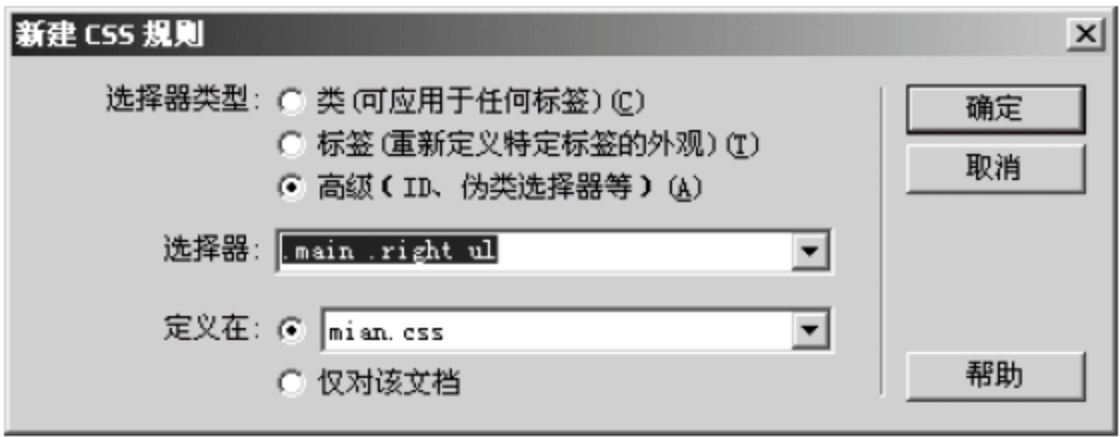 新建 CSS 规则
选择器类型: 类(可应用于任何标签)(C)
标签(重新定义特定标签的外观)(T)
高级(ID、伪类选择器等)(A)
选择器: .main .right ul
定义在: mian.css
仅对该文档
确定
取消
帮助